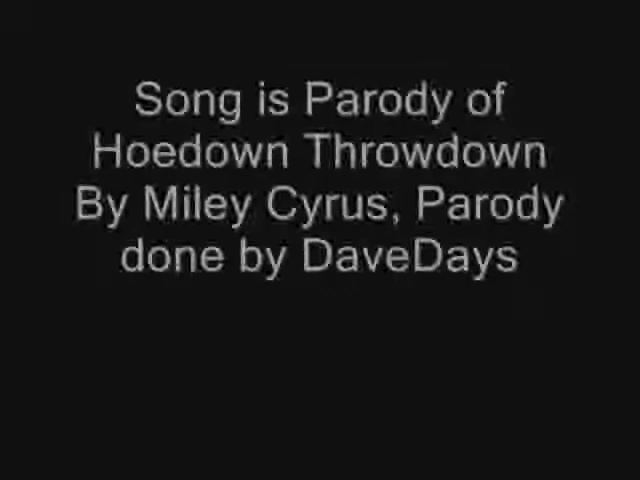 Song is Parody of
Hoedown Throwdown
By Miley Cyrus, Parody
done by DaveDays